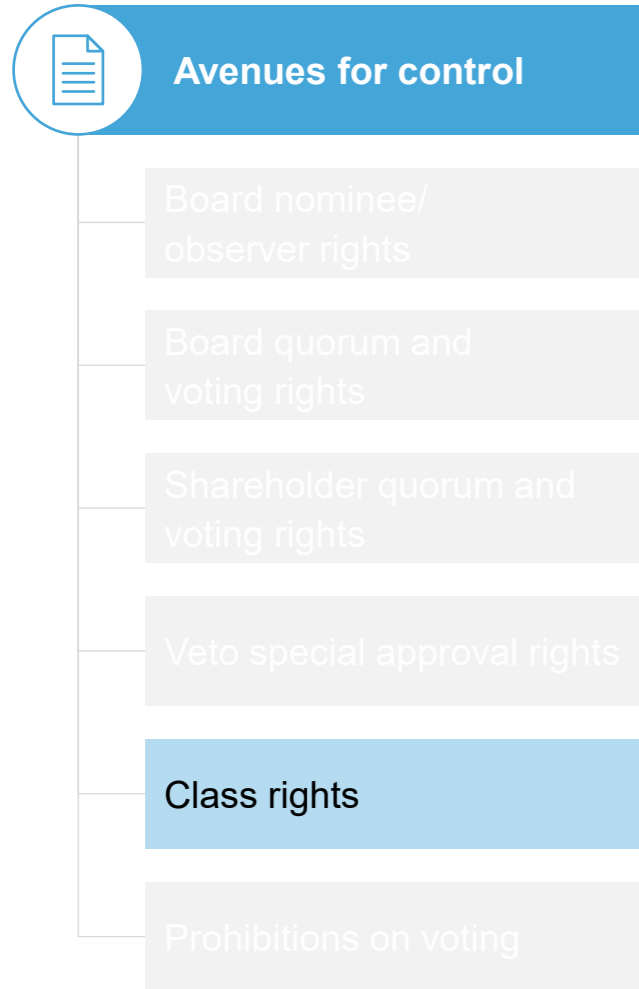 Avenues for control
Board nominee/
observer rights
Board quorum and
voting rights
Shareholder quorum and
voting rights
Veto special approval rights
Class rights
Prohibitions on voting